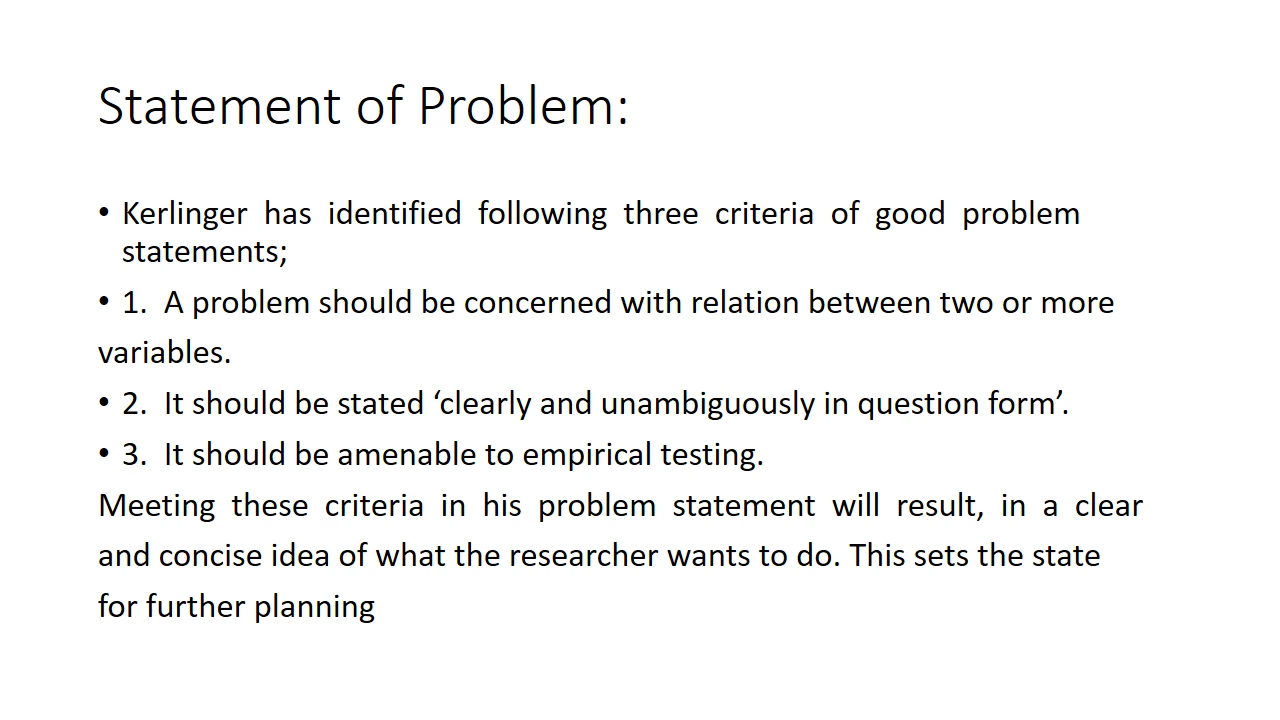 Statement of Problem:
• Kerlinger has identified following three criteria of good problem
statements;
• 1. A problem should be concerned with relation between two or more
variables.
• 2. It should be stated ‘clearly and unambiguously in question form’.
• 3. It should be amenable to empirical testing.
Meeting these criteria in his problem statement will result, in a clear
and concise idea of what the researcher wants to do. This sets the state
for further planning